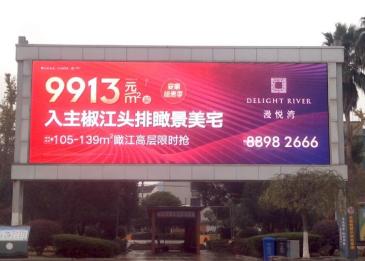 9913元/m²起
DELIGHT RIVER
漫悦湾
入主椒江头排瞰景美宅
105-139m²瞰江高层限时抢
8898 2666